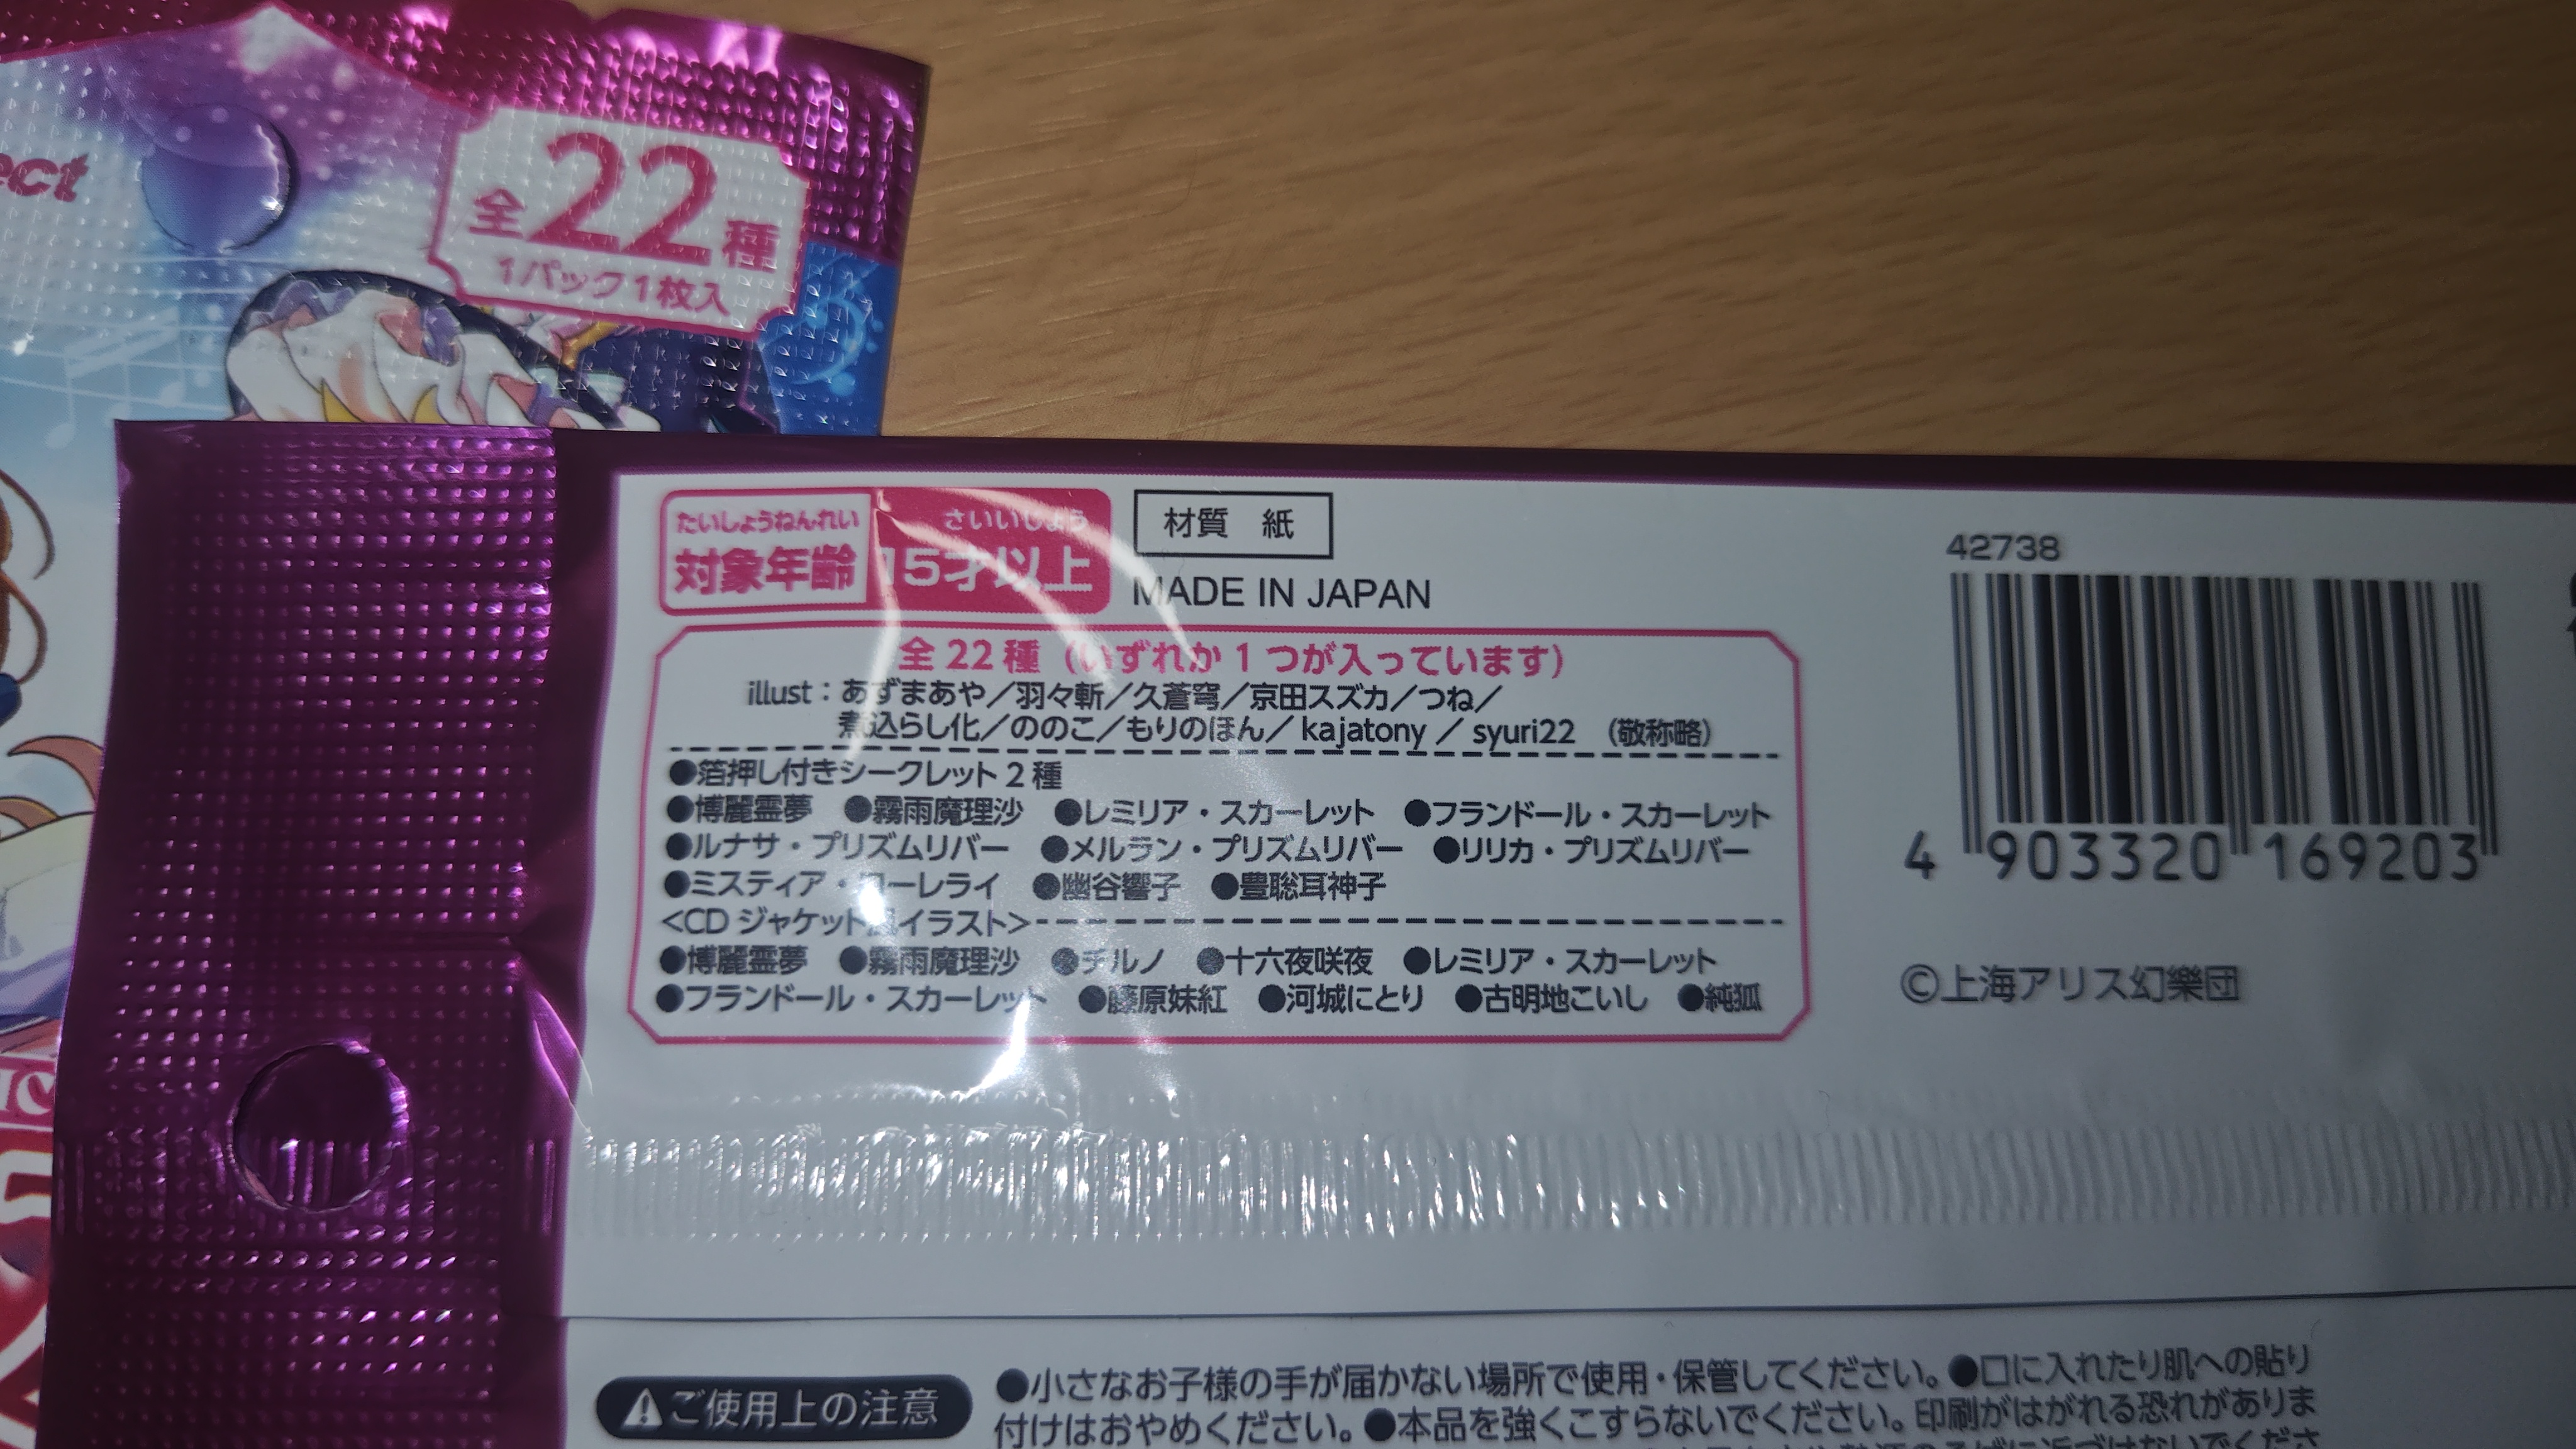 ect
全22種
1パック1枚入
たいしょうねんれい
対象年齢
さいいじょう
15才以上
材質 紙
MADE IN JAPAN
全22種(いずれか1つが入っています)
illust:あずまあや/羽々斬/久蒼穹/京田スズカ/つね/
煮込らし化/ののこ/もりのほん/kajatony/syuri22 (敬称略)
●箔押し付きシークレット2種
●博麗霊夢 ●霧雨魔理沙 ●レミリア・スカーレット ●フランドール・スカーレット
●ルナサ・プリズムリバー ●メルラン・プリズムリバー ●リリカ・プリズムリバー
●ミスティア・ローレライ ●幽谷響子 ●豊聡耳神子
<CDジャケット風イラスト>
●博麗霊夢 ●霧雨魔理沙 ●チルノ ●十六夜咲夜 ●レミリア・スカーレット
●フランドール・スカーレット ●藤原妹紅 ●河城にとり ●古明地こいし ●純狐
42738
4 903320 169203
©上海アリス幻樂団
⚠ご使用上の注意
●小さなお子様の手が届かない場所で使用・保管してください。●口に入れたり肌への貼り
付けはおやめください。●本品を強くこすらないでください。印刷がはがれる恐れがありま